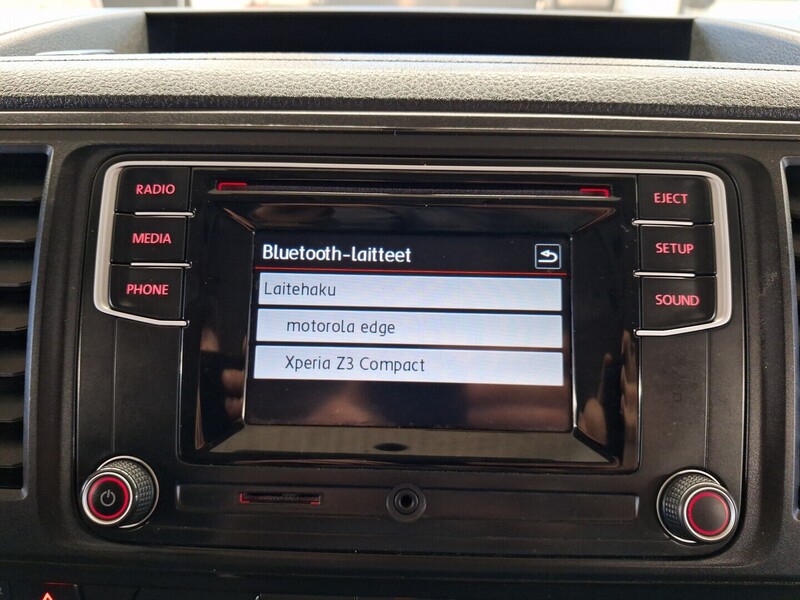 RADIO
MEDIA
PHONE
Bluetooth-laitteet
Laitehaku
motorola edge
Xperia Z3 Compact
EJECT
SETUP
SOUND